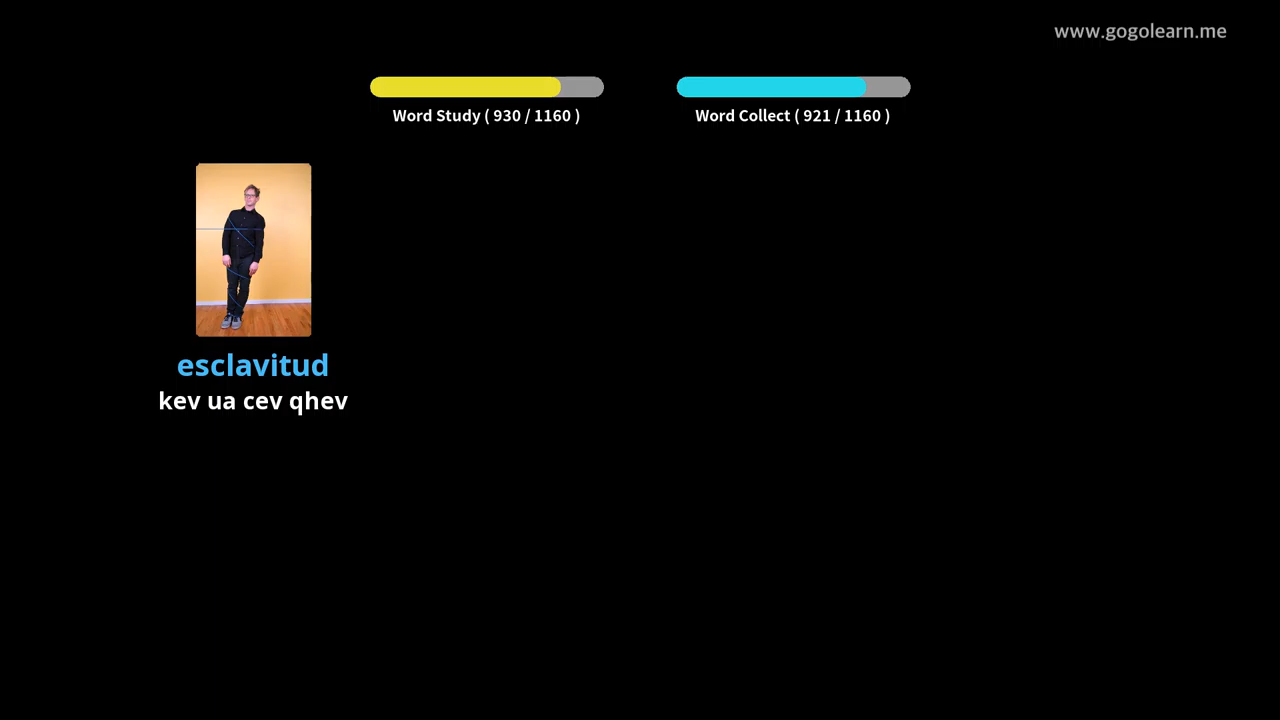 www.gogolearn.me
Word Study ( 930 / 1160 )
Word Collect ( 921 / 1160 )
esclavitud
kev ua cev qhev